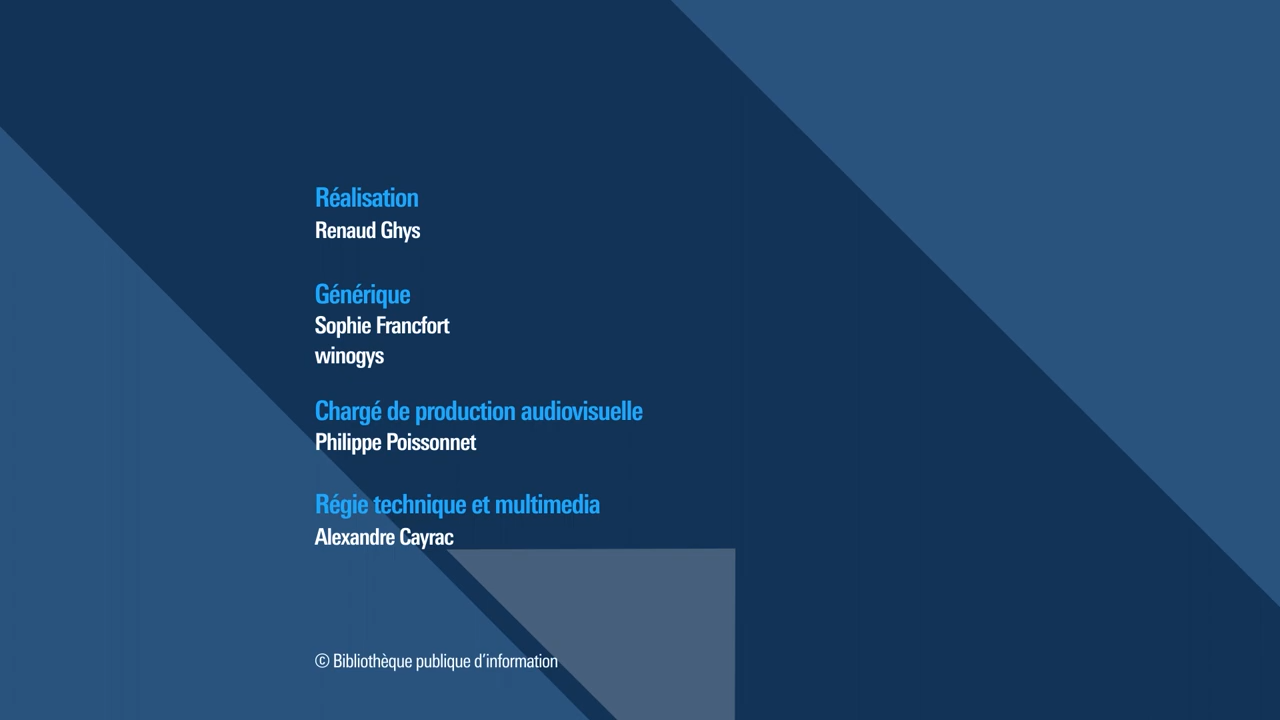 Réalisation
Renaud Ghys
Générique
Sophie Francfort
winogys
Chargé de production audiovisuelle
Philippe Poissonnet
Régie technique et multimedia
Alexandre Cayrac
© Bibliothèque publique d’information